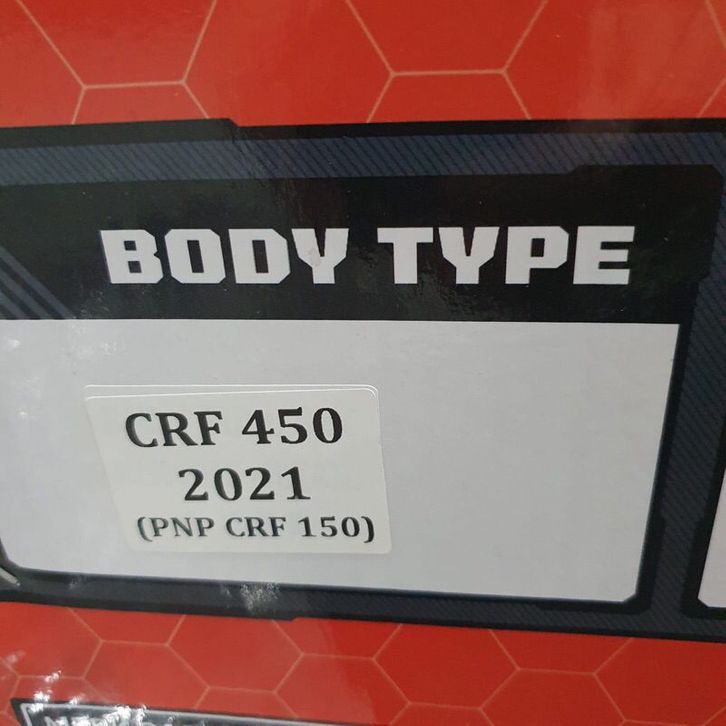 BODY TYPE
CRF 450
2021
(PNP CRF 150)